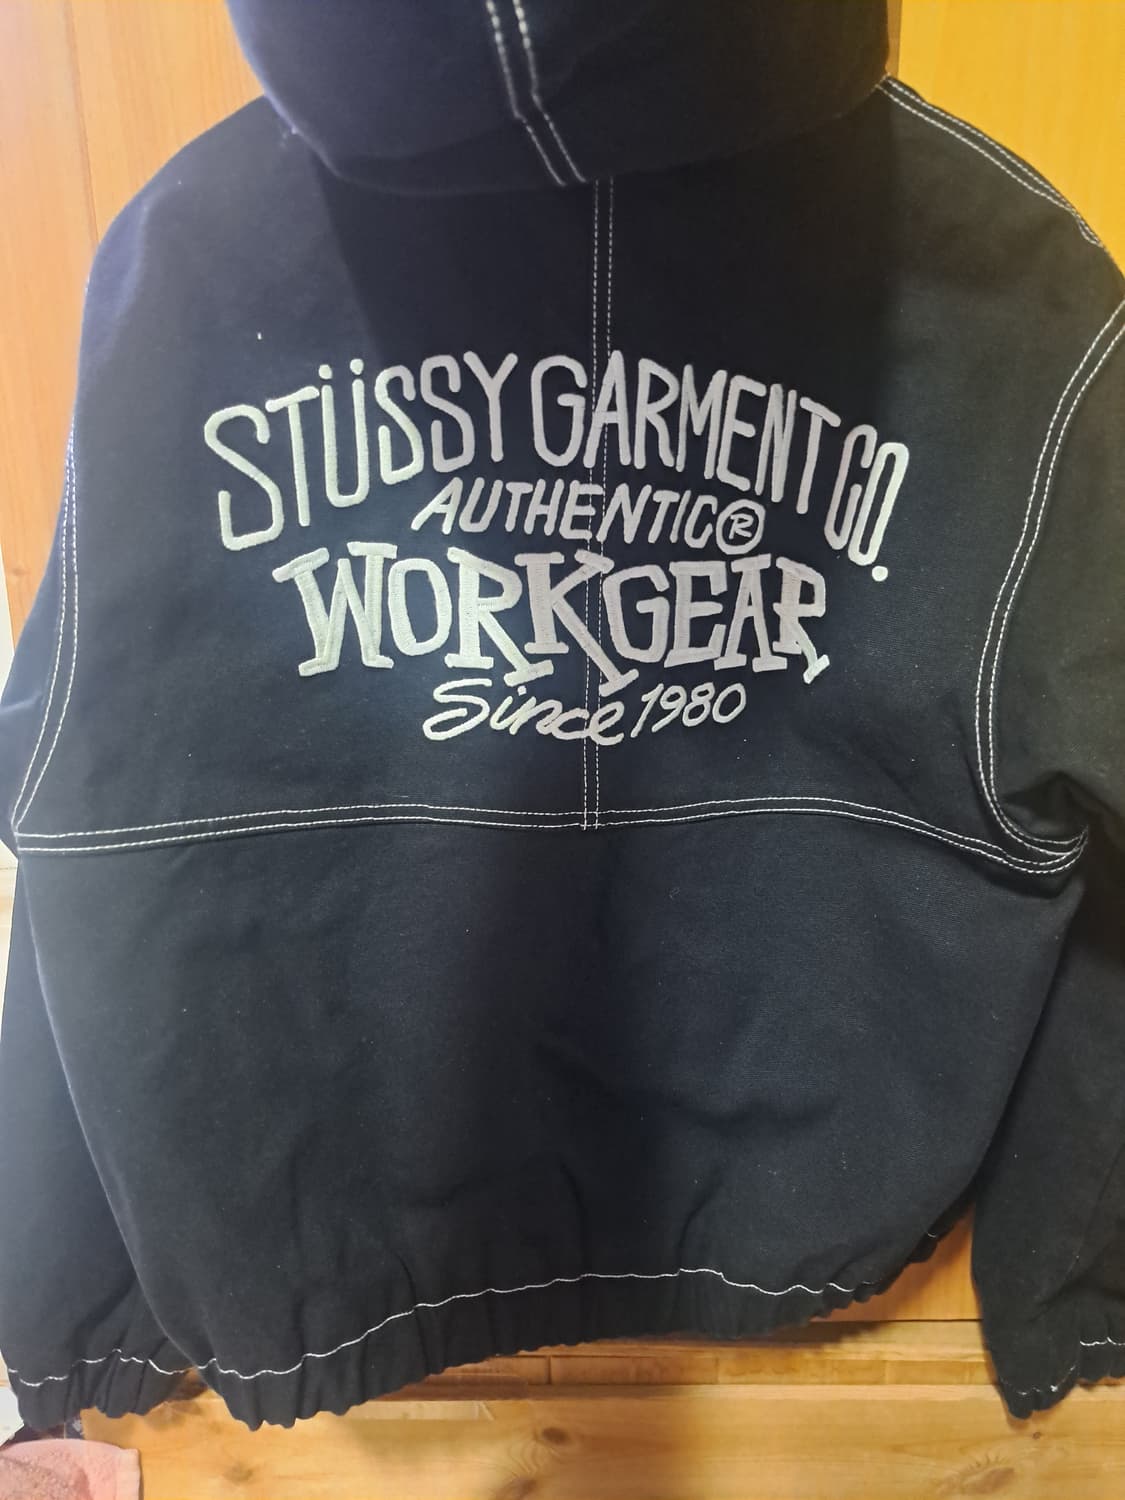 STÜSSY GARMENT CO.
AUTHENTIC®
WORKGEAR
Since 1980